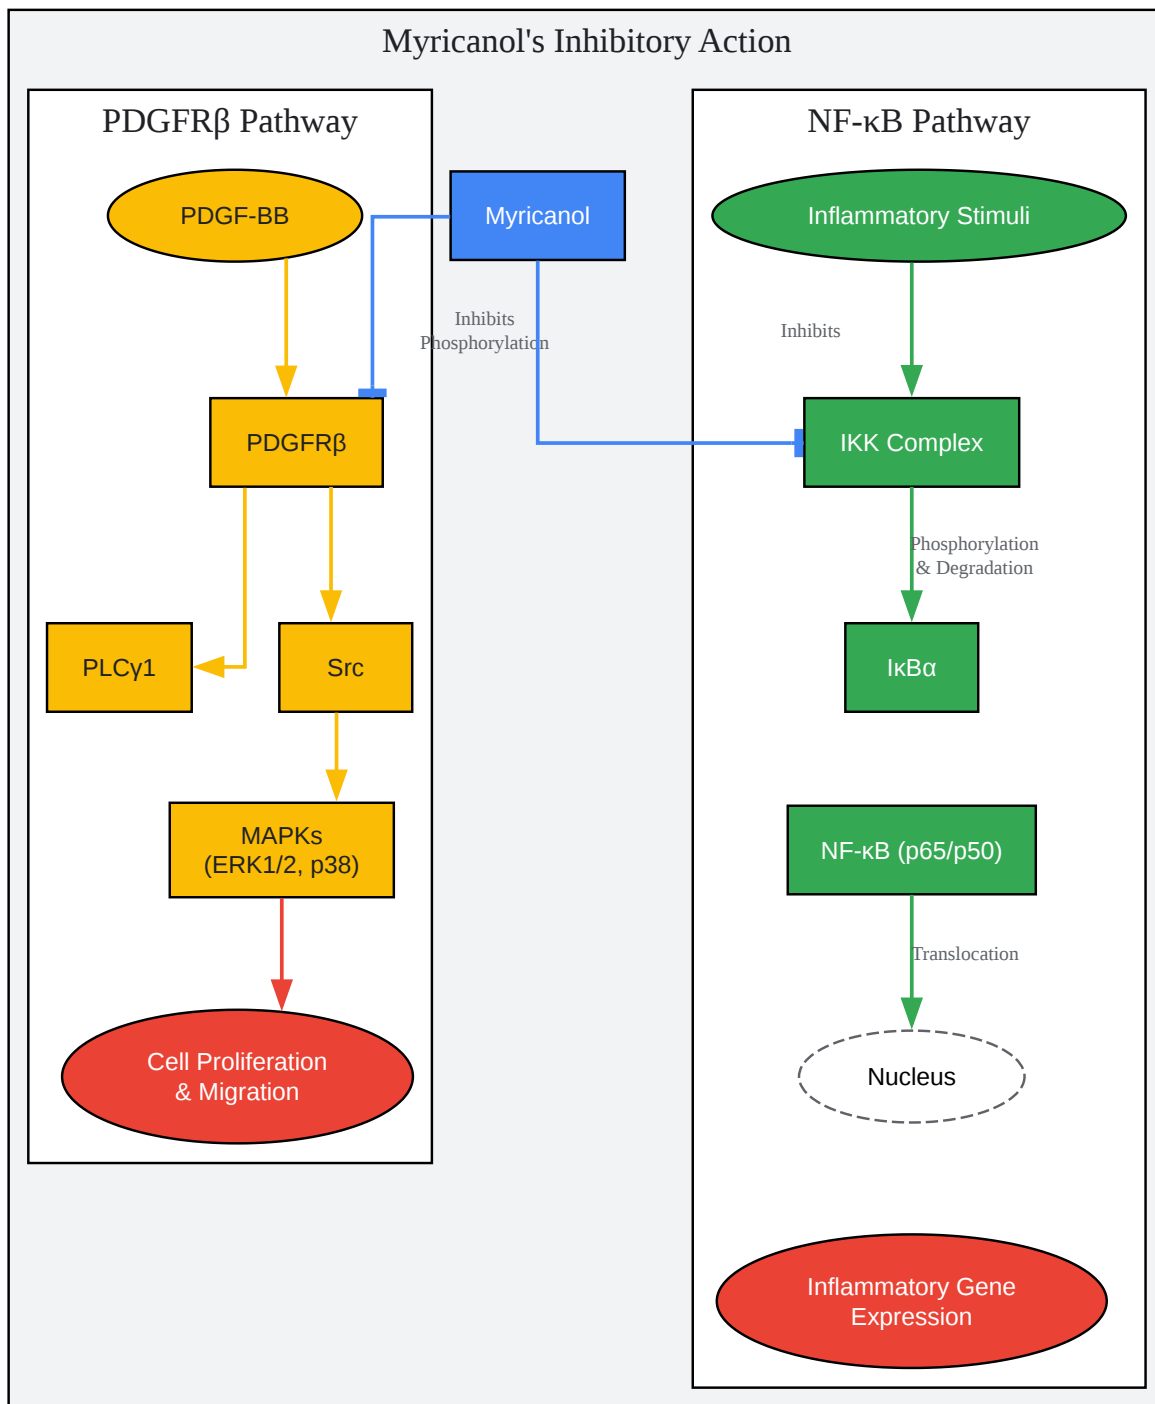 Myricanol's Inhibitory Action
PDGFRβ Pathway
NF-κB Pathway
PDGF-BB
Myricanol
Inflammatory Stimuli
Inhibits
Phosphorylation
Inhibits
PDGFRβ
IKK Complex
Phosphorylation
& Degradation
PLCγ1
Src
IκBα
MAPKs
(ERK1/2, p38)
NF-κB (p65/p50)
Translocation
Cell Proliferation
& Migration
Nucleus
Inflammatory Gene
Expression